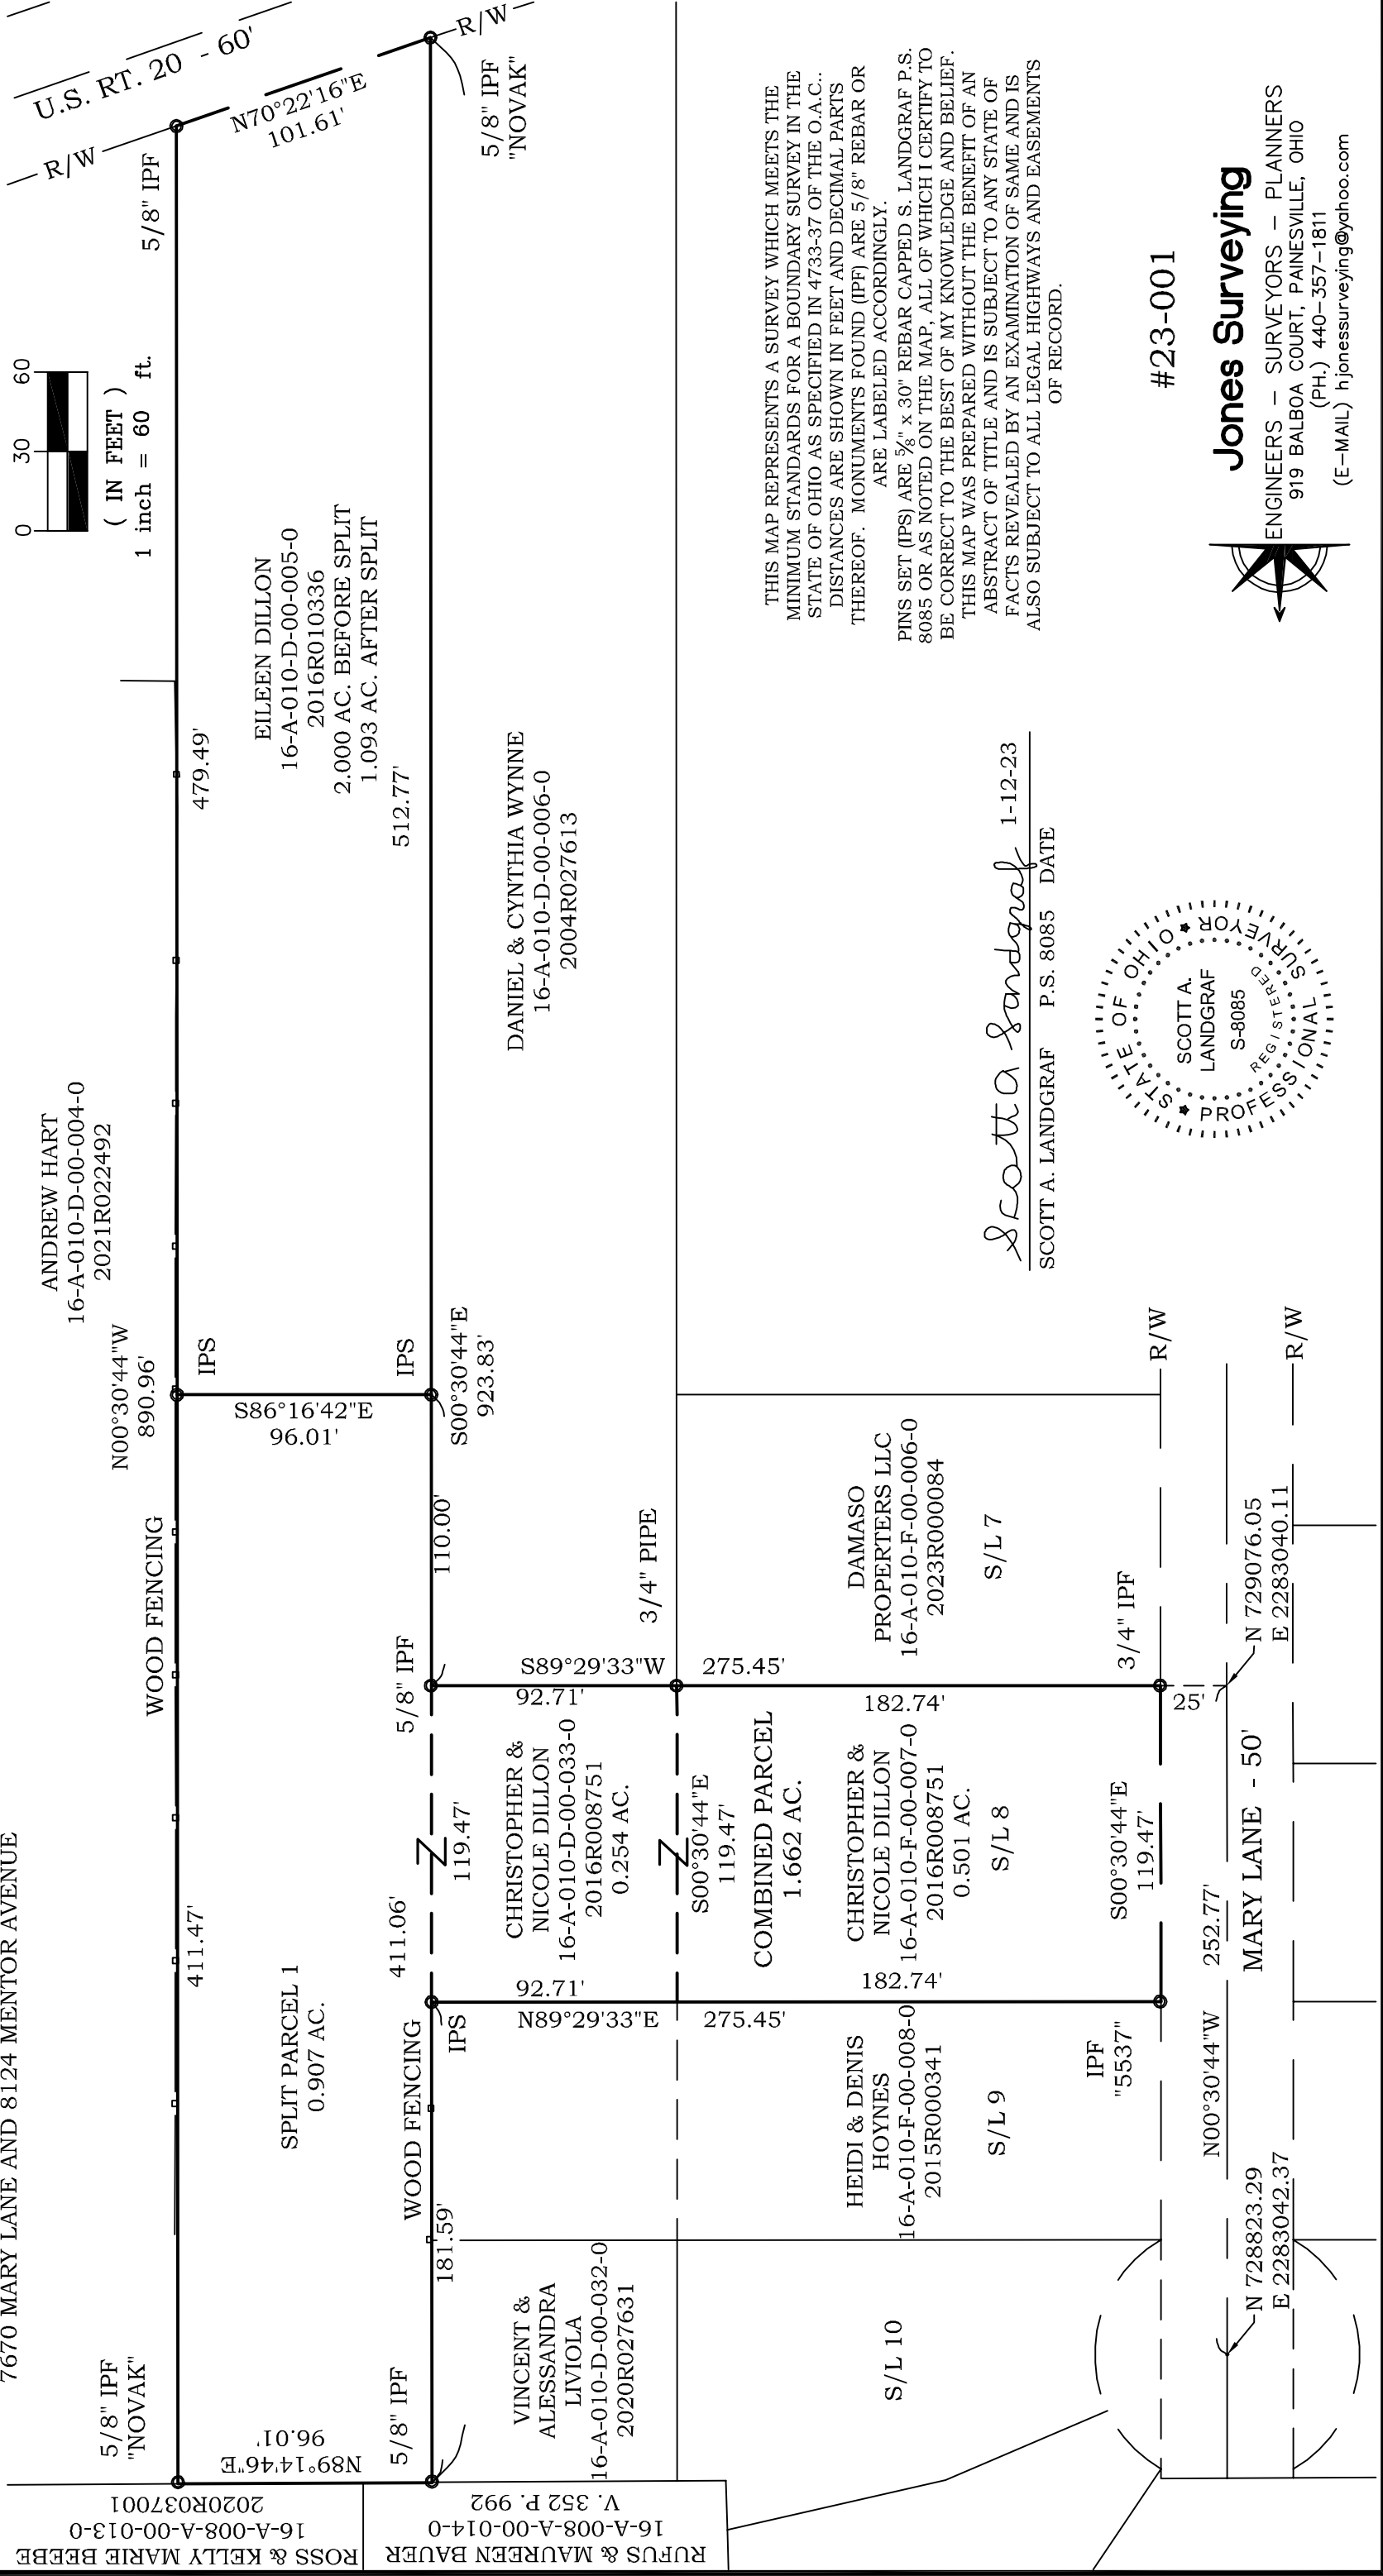 7670 MARY LANE AND 8124 MENTOR AVENUE
U.S. RT. 20 - 60'
R/W
R/W
N70°22'16"E
101.61'
5/8" IPF
5/8" IPF
"NOVAK"
0 30 60
( IN FEET )
1 inch = 60 ft.
479.49'
EILEEN DILLON
16-A-010-D-00-005-0
2016R010336
2.000 AC. BEFORE SPLIT
1.093 AC. AFTER SPLIT
512.77'
ANDREW HART
16-A-010-D-00-004-0
2021R022492
N00°30'44"W
890.96'
IPS
S86°16'42"E
96.01'
IPS
S00°30'44"E
923.83'
DANIEL & CYNTHIA WYNNE
16-A-010-D-00-006-0
2004R027613
WOOD FENCING
411.47'
SPLIT PARCEL 1
0.907 AC.
411.06'
110.00'
5/8" IPF
119.47'
WOOD FENCING
IPS
181.59'
5/8" IPF
"NOVAK"
N89°14'46"E
96.01'
5/8" IPF
ROSS & KELLY MARIE BEEBE
16-A-008-A-00-013-0
2020R037001
RUFUS & MAUREEN BAUER
16-A-008-A-00-014-0
V. 352 P. 992
VINCENT &
ALESSANDRA
LIVIOLA
16-A-010-D-00-032-0
2020R027631
3/4" PIPE
S89°29'33"W 275.45'
92.71'
182.74'
CHRISTOPHER &
NICOLE DILLON
16-A-010-D-00-033-0
2016R008751
0.254 AC.
Z
Z
S00°30'44"E
119.47'
COMBINED PARCEL
1.662 AC.
CHRISTOPHER &
NICOLE DILLON
16-A-010-F-00-007-0
2016R008751
0.501 AC.
S/L 8
92.71'
182.74'
N89°29'33"E 275.45'
DAMASO
PROPERTERS LLC
16-A-010-F-00-006-0
2023R000084
S/L 7
3/4" IPF
HEIDI & DENIS
HOYNES
16-A-010-F-00-008-0
2015R000341
S/L 9
IPF
"5537"
S/L 10
S00°30'44"E
119.47'
25'
R/W
R/W
N00°30'44"W 252.77'
MARY LANE - 50'
N 729076.05
E 2283040.11
N 728823.29
E 2283042.37
THIS MAP REPRESENTS A SURVEY WHICH MEETS THE
MINIMUM STANDARDS FOR A BOUNDARY SURVEY IN THE
STATE OF OHIO AS SPECIFIED IN 4733-37 OF THE O.A.C..
DISTANCES ARE SHOWN IN FEET AND DECIMAL PARTS
THEREOF. MONUMENTS FOUND (IPF) ARE 5/8" REBAR OR
ARE LABELED ACCORDINGLY.
PINS SET (IPS) ARE 5/8" x 30" REBAR CAPPED S. LANDGRAF P.S.
8085 OR AS NOTED ON THE MAP, ALL OF WHICH I CERTIFY TO
BE CORRECT TO THE BEST OF MY KNOWLEDGE AND BELIEF.
THIS MAP WAS PREPARED WITHOUT THE BENEFIT OF AN
ABSTRACT OF TITLE AND IS SUBJECT TO ANY STATE OF
FACTS REVEALED BY AN EXAMINATION OF SAME AND IS
ALSO SUBJECT TO ALL LEGAL HIGHWAYS AND EASEMENTS
OF RECORD.
Scott A Landgraf 1-12-23
SCOTT A. LANDGRAF P.S. 8085 DATE
STATE OF OHIO
SCOTT A.
LANDGRAF
S-8085
REGISTERED
PROFESSIONAL SURVEYOR
#23-001
Jones Surveying
ENGINEERS - SURVEYORS - PLANNERS
919 BALBOA COURT, PAINESVILLE, OHIO
(PH.) 440-357-1811
(E-MAIL) hjonessurveying@yahoo.com